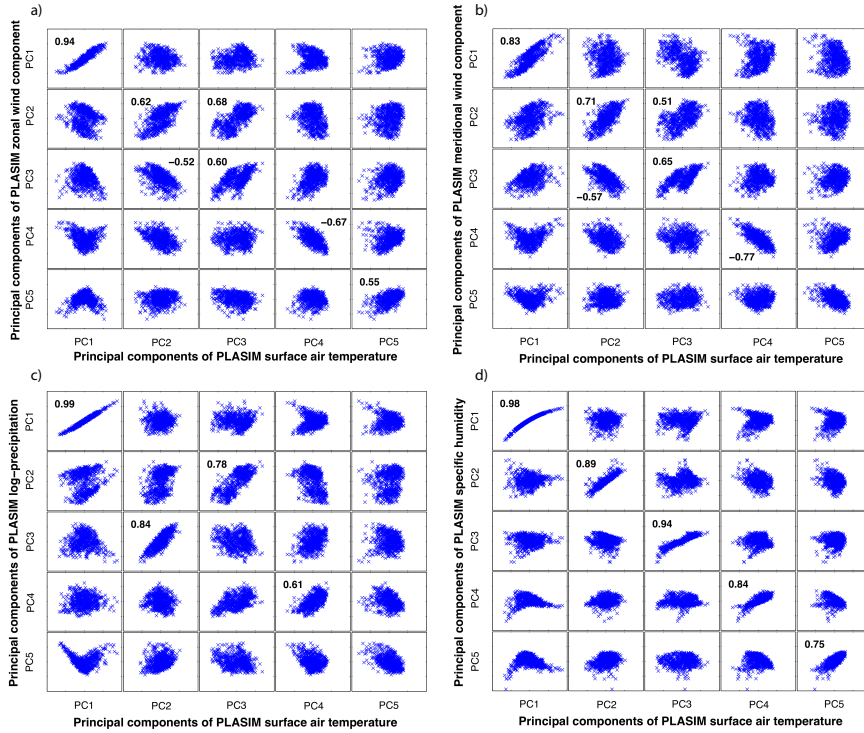 a)
Principal components of PLASIM zonal wind component
PC1
PC2
PC3
PC4
PC5
0.94
0.62
0.68
−0.52
0.60
−0.67
0.55
PC1 PC2 PC3 PC4 PC5
Principal components of PLASIM surface air temperature
b)
Principal components of PLASIM meridional wind component
PC1
PC2
PC3
PC4
PC5
0.83
0.71
0.51
−0.57
0.65
−0.77
PC1 PC2 PC3 PC4 PC5
Principal components of PLASIM surface air temperature
c)
Principal components of PLASIM log−precipitation
PC1
PC2
PC3
PC4
PC5
0.99
0.78
0.84
0.61
PC1 PC2 PC3 PC4 PC5
Principal components of PLASIM surface air temperature
d)
Principal components of PLASIM specific humidity
PC1
PC2
PC3
PC4
PC5
0.98
0.89
0.94
0.84
0.75
PC1 PC2 PC3 PC4 PC5
Principal components of PLASIM surface air temperature